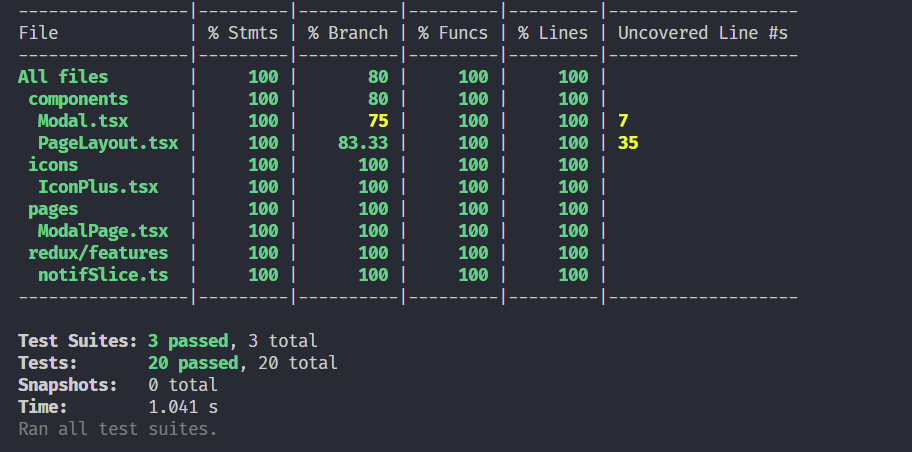 -----------------|---------|----------|---------|---------|-------------------
File             | % Stmts | % Branch | % Funcs | % Lines | Uncovered Line #s
-----------------|---------|----------|---------|---------|-------------------
All files        |     100 |       80 |     100 |     100 |
 components      |     100 |       80 |     100 |     100 |
  Modal.tsx      |     100 |       75 |     100 |     100 | 7
  PageLayout.tsx |     100 |    83.33 |     100 |     100 | 35
 icons           |     100 |      100 |     100 |     100 |
  IconPlus.tsx   |     100 |      100 |     100 |     100 |
 pages           |     100 |      100 |     100 |     100 |
  ModalPage.tsx  |     100 |      100 |     100 |     100 |
 redux/features  |     100 |      100 |     100 |     100 |
  notifSlice.ts  |     100 |      100 |     100 |     100 |
-----------------|---------|----------|---------|---------|-------------------
Test Suites: 3 passed, 3 total
Tests:       20 passed, 20 total
Snapshots:   0 total
Time:        1.041 s
Ran all test suites.